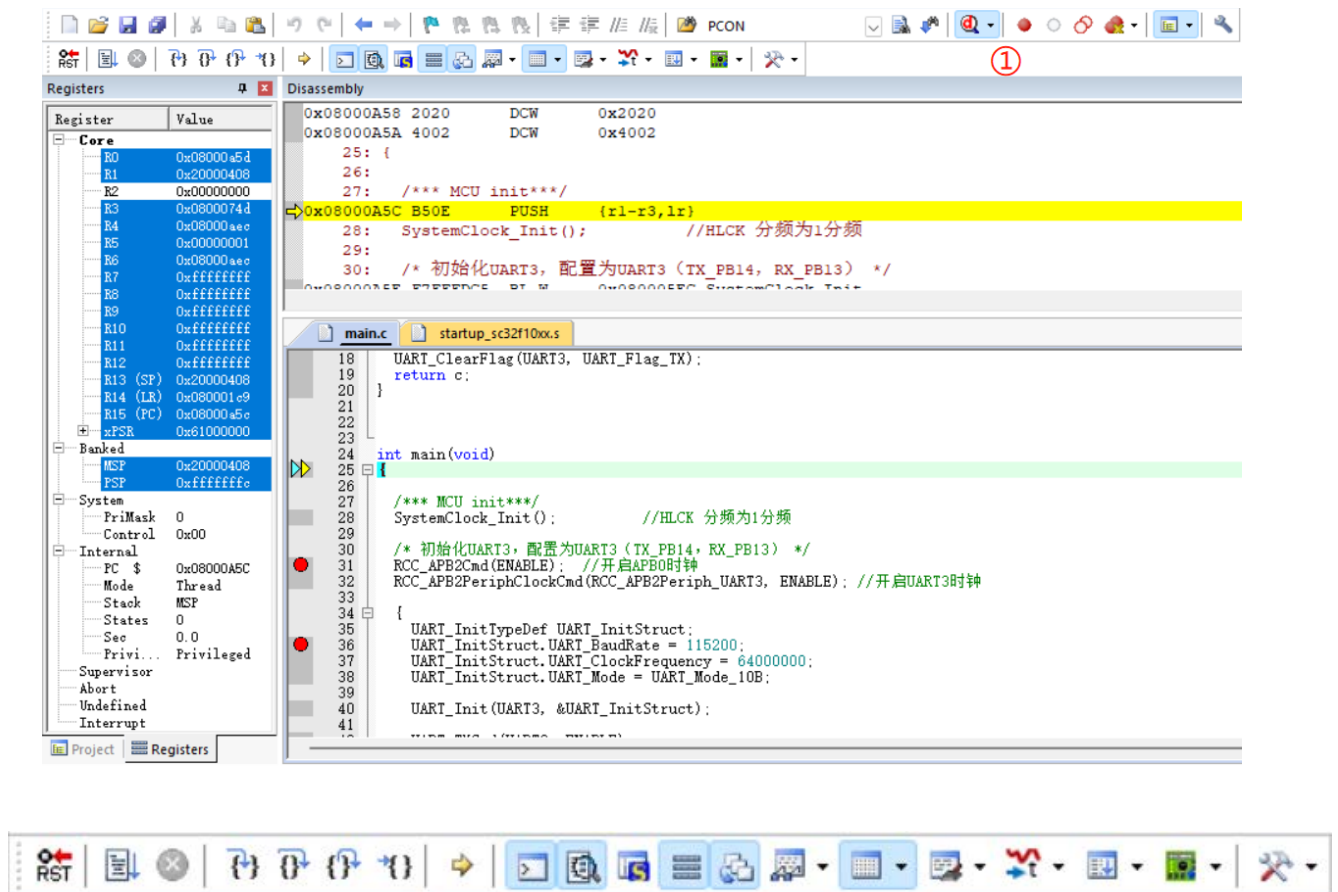 PCON
RST
①
Registers
Disassembly
Register Value
Core
R0 0x08000a5d
R1 0x20000408
R2 0x00000000
R3 0x0800074d
R4 0x08000aec
R5 0x00000001
R6 0x08000aec
R7 0xffffffff
R8 0xffffffff
R9 0xffffffff
R10 0xffffffff
R11 0xffffffff
R12 0xffffffff
R13 (SP) 0x20000408
R14 (LR) 0x080001c9
R15 (PC) 0x08000a5c
xPSR 0x61000000
Banked
MSP 0x20000408
PSP 0xfffffffc
System
PriMask 0
Control 0x00
Internal
PC $ 0x08000A5C
Mode Thread
Stack MSP
States 0
Sec 0.0
Privi... Privileged
Supervisor
Abort
Undefined
Interrupt
Project Registers
0x08000A58 2020 DCW 0x2020
0x08000A5A 4002 DCW 0x4002
25: {
26:
27: /*** MCU init***/
0x08000A5C B50E PUSH {r1-r3,lr}
28: SystemClock_Init(); //HLCK 分频为1分频
29:
30: /* 初始化UART3, 配置为UART3 (TX_PB14, RX_PB13) */
main.c startup_sc32f10xx.s
18 UART_ClearFlag(UART3, UART_Flag_TX);
19 return c;
20 }
21
22
23
24 int main(void)
25 {
26
27 /*** MCU init***/
28 SystemClock_Init(); //HLCK 分频为1分频
29
30 /* 初始化UART3, 配置为UART3 (TX_PB14, RX_PB13) */
31 RCC_APB2Cmd(ENABLE); //开启APB0时钟
32 RCC_APB2PeriphClockCmd(RCC_APB2Periph_UART3, ENABLE); //开启UART3时钟
33
34 {
35 UART_InitTypeDef UART_InitStruct;
36 UART_InitStruct.UART_BaudRate = 115200;
37 UART_InitStruct.UART_ClockFrequency = 64000000;
38 UART_InitStruct.UART_Mode = UART_Mode_10B;
39
40 UART_Init(UART3, &UART_InitStruct);
41
RST